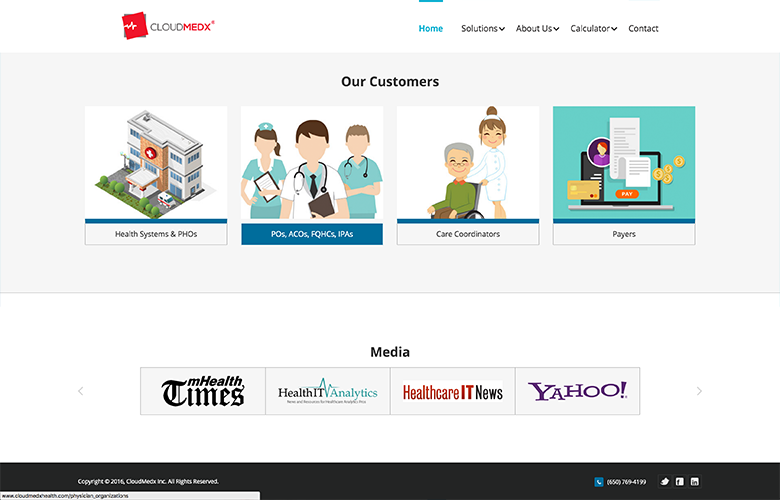 CLOUDMEDX®
Home Solutions About Us Calculator Contact
Our Customers
PAY
Health Systems & PHOs
POs, ACOs, FQHCs, IPAs
Care Coordinators
Payers
Media
mHealth
Times
HealthITAnalytics
News and Resources for Healthcare Analytics Pros
Healthcare IT News
YAHOO!
Copyright © 2016, CloudMedx Inc. All Rights Reserved.
(650) 769-4199
www.cloudmedxhealth.com/physician_organizations